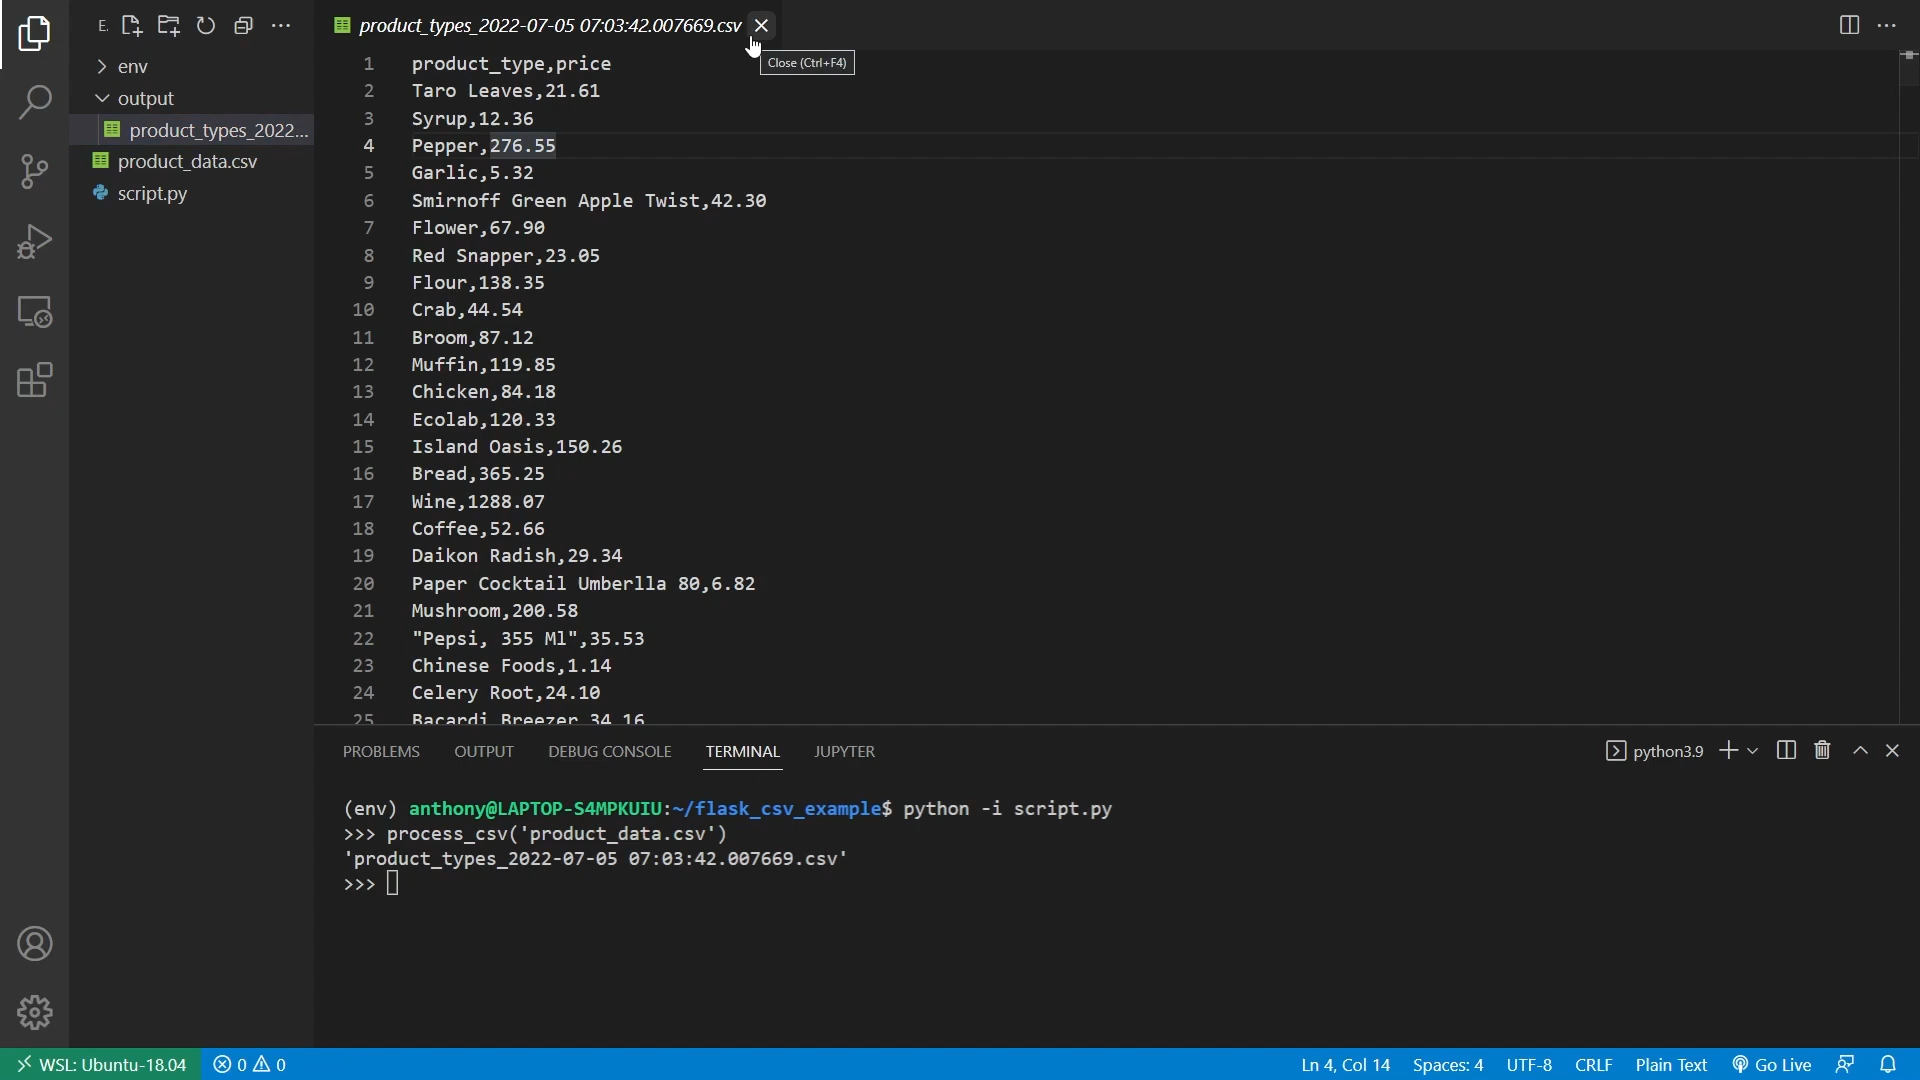 E.
product_types_2022-07-05 07:03:42.007669.csv
Close (Ctrl+F4)
env
output
product_types_2022...
product_data.csv
script.py
1 product_type,price
2 Taro Leaves,21.61
3 Syrup,12.36
4 Pepper,276.55
5 Garlic,5.32
6 Smirnoff Green Apple Twist,42.30
7 Flower,67.90
8 Red Snapper,23.05
9 Flour,138.35
10 Crab,44.54
11 Broom,87.12
12 Muffin,119.85
13 Chicken,84.18
14 Ecolab,120.33
15 Island Oasis,150.26
16 Bread,365.25
17 Wine,1288.07
18 Coffee,52.66
19 Daikon Radish,29.34
20 Paper Cocktail Umberlla 80,6.82
21 Mushroom,200.58
22 "Pepsi, 355 Ml",35.53
23 Chinese Foods,1.14
24 Celery Root,24.10
25 Bacardi Breezer,34.16
PROBLEMS OUTPUT DEBUG CONSOLE TERMINAL JUPYTER python3.9
(env) anthony@LAPTOP-S4MPKUIU:~/flask_csv_example$ python -i script.py
>>> process_csv('product_data.csv')
'product_types_2022-07-05 07:03:42.007669.csv'
>>>
WSL: Ubuntu-18.04 0 0 Ln 4, Col 14 Spaces: 4 UTF-8 CRLF Plain Text Go Live